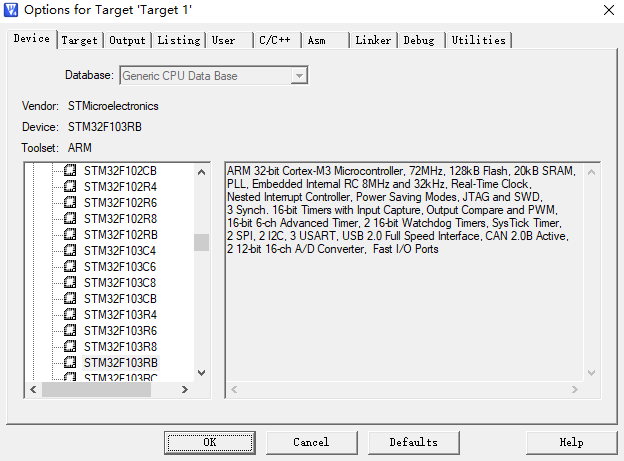 Options for Target 'Target 1'
Device Target Output Listing User C/C++ Asm Linker Debug Utilities
Database: Generic CPU Data Base
Vendor: STMicroelectronics
Device: STM32F103RB
Toolset: ARM
STM32F102CB
STM32F102R4
STM32F102R6
STM32F102R8
STM32F102RB
STM32F103C4
STM32F103C6
STM32F103C8
STM32F103CB
STM32F103R4
STM32F103R6
STM32F103R8
STM32F103RB
STM32F103RC
ARM 32-bit Cortex-M3 Microcontroller, 72MHz, 128kB Flash, 20kB SRAM,
PLL, Embedded Internal RC 8MHz and 32kHz, Real-Time Clock,
Nested Interrupt Controller, Power Saving Modes, JTAG and SWD,
3 Synch. 16-bit Timers with Input Capture, Output Compare and PWM,
16-bit 6-ch Advanced Timer, 2 16-bit Watchdog Timers, SysTick Timer,
2 SPI, 2 I2C, 3 USART, USB 2.0 Full Speed Interface, CAN 2.0B Active,
2 12-bit 16-ch A/D Converter, Fast I/O Ports
OK Cancel Defaults Help